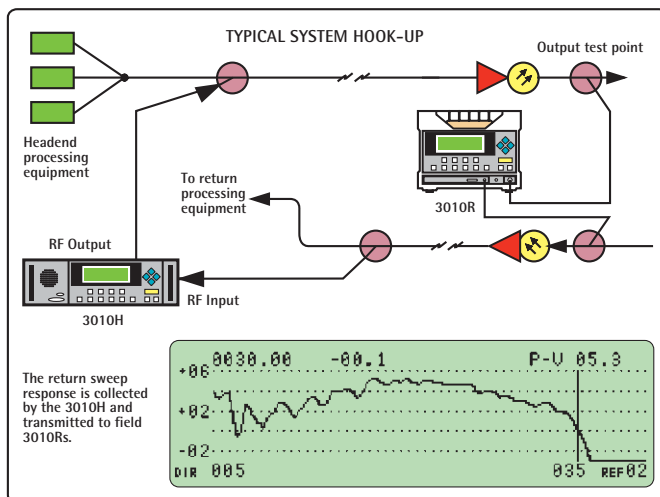 TYPICAL SYSTEM HOOK-UP
Output test point
Headend
processing
equipment
To return
processing
equipment
3010R
RF Output
RF Input
3010H
The return sweep
response is collected
by the 3010H and
transmitted to field
3010Rs.
0030.00 -00.1 P-V 05.3
+06
+02
-02
DIR 005 035 REF02